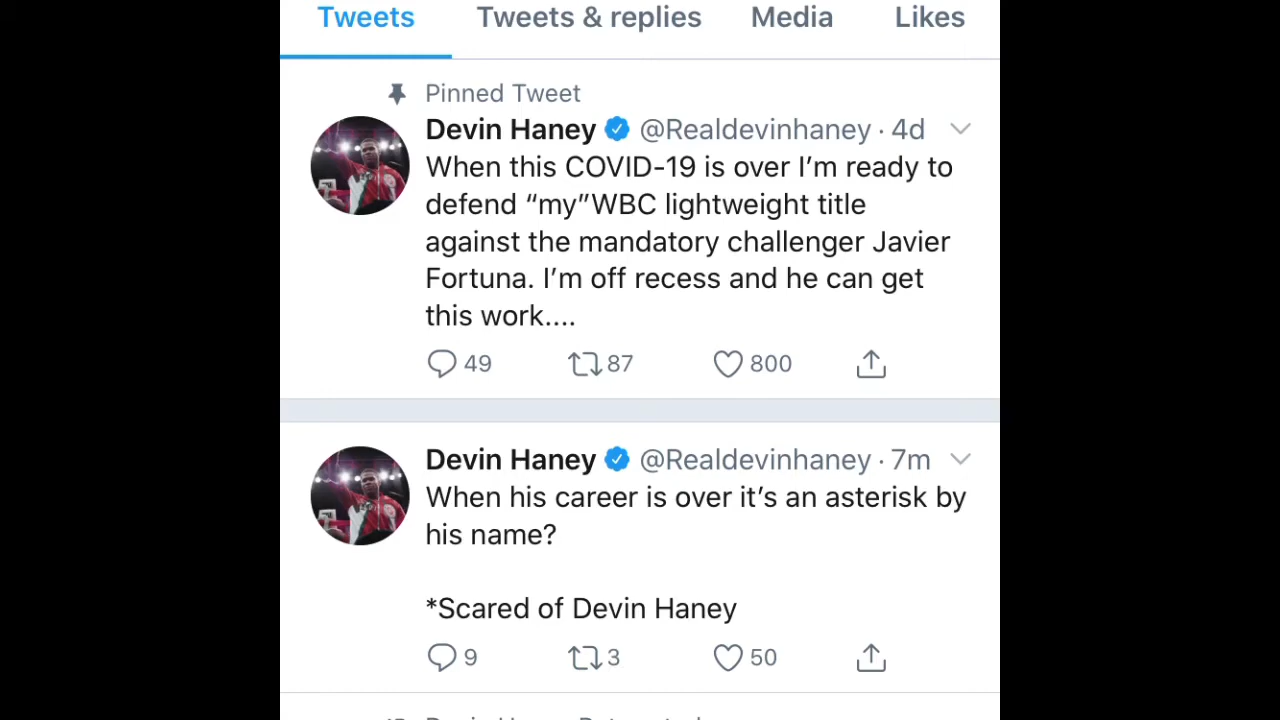 Tweets Tweets & replies Media Likes
Pinned Tweet
Devin Haney @Realdevinhaney · 4d
When this COVID-19 is over I’m ready to
defend “my”WBC lightweight title
against the mandatory challenger Javier
Fortuna. I’m off recess and he can get
this work....
49 87 800
Devin Haney @Realdevinhaney · 7m
When his career is over it’s an asterisk by
his name?
*Scared of Devin Haney
9 3 50